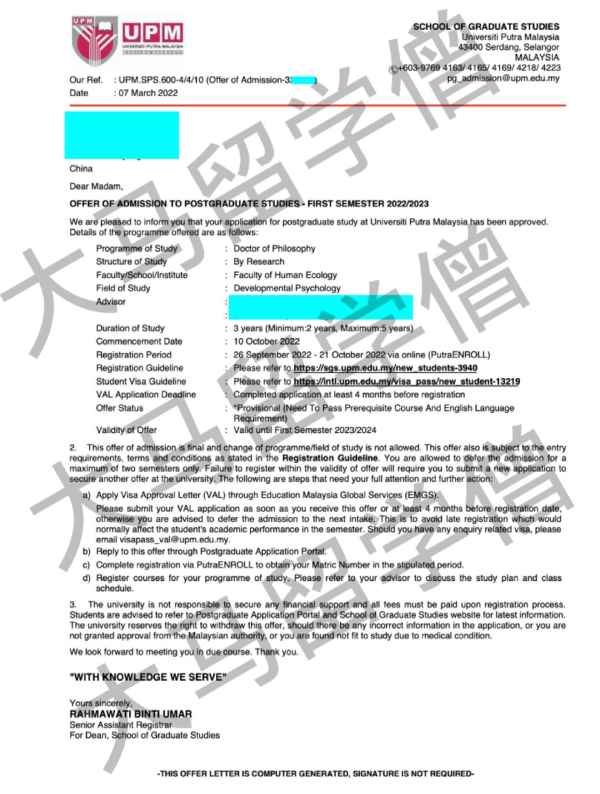 UPM
UPM
UNIVERSITI PUTRA MALAYSIA
SCHOOL OF GRADUATE STUDIES
Universiti Putra Malaysia
43400 Serdang, Selangor
MALAYSIA
+603-9769 4163/ 4165/ 4169/ 4218/ 4223
pg_admission@upm.edu.my
Our Ref. : UPM.SPS.600-4/4/10 (Offer of Admission-3
Date : 07 March 2022
China
Dear Madam,
OFFER OF ADMISSION TO POSTGRADUATE STUDIES - FIRST SEMESTER 2022/2023
We are pleased to inform you that your application for postgraduate study at Universiti Putra Malaysia has been approved.
Details of the programme offered are as follows:
Programme of Study : Doctor of Philosophy
Structure of Study : By Research
Faculty/School/Institute : Faculty of Human Ecology
Field of Study : Developmental Psychology
Advisor :
:
Duration of Study : 3 years (Minimum:2 years, Maximum:5 years)
Commencement Date : 10 October 2022
Registration Period : 26 September 2022 - 21 October 2022 via online (PutraENROLL)
Registration Guideline : Please refer to https://sgs.upm.edu.my/new_students-3940
Student Visa Guideline : Please refer to https://intl.upm.edu.my/visa_pass/new_student-13219
VAL Application Deadline : Completed application at least 4 months before registration
Offer Status : *Provisional (Need To Pass Prerequisite Course And English Language
Requirement)
Validity of Offer : Valid until First Semester 2023/2024
2. This offer of admission is final and change of programme/field of study is not allowed. This offer also is subject to the entry
requirements, terms and conditions as stated in the Registration Guideline. You are allowed to defer the admission for a
maximum of two semesters only. Failure to register within the validity of offer will require you to submit a new application to
secure another offer at the university. The following are steps that need your full attention and further action:
a) Apply Visa Approval Letter (VAL) through Education Malaysia Global Services (EMGS).
Please submit your VAL application as soon as you receive this offer or at least 4 months before registration date,
otherwise you are advised to defer the admission to the next intake. This is to avoid late registration which would
normally affect the student's academic performance in the semester. Should you have any enquiry related visa, please
email visapass_val@upm.edu.my.
b) Reply to this offer through Postgraduate Application Portal.
c) Complete registration via PutraENROLL to obtain your Matric Number in the stipulated period.
d) Register courses for your programme of study. Please refer to your advisor to discuss the study plan and class
schedule.
3. The university is not responsible to secure any financial support and all fees must be paid upon registration process.
Students are advised to refer to Postgraduate Application Portal and School of Graduate Studies website for latest information.
The university reserves the right to withdraw this offer, should there be any incorrect information in the application, or you are
not granted approval from the Malaysian authority, or you are found not fit to study due to medical condition.
We look forward to meeting you in due course. Thank you.
"WITH KNOWLEDGE WE SERVE"
Yours sincerely,
RAHMAWATI BINTI UMAR
Senior Assistant Registrar
For Dean, School of Graduate Studies
-THIS OFFER LETTER IS COMPUTER GENERATED, SIGNATURE IS NOT REQUIRED-
大马留学僧
大马留学僧
大马留学僧